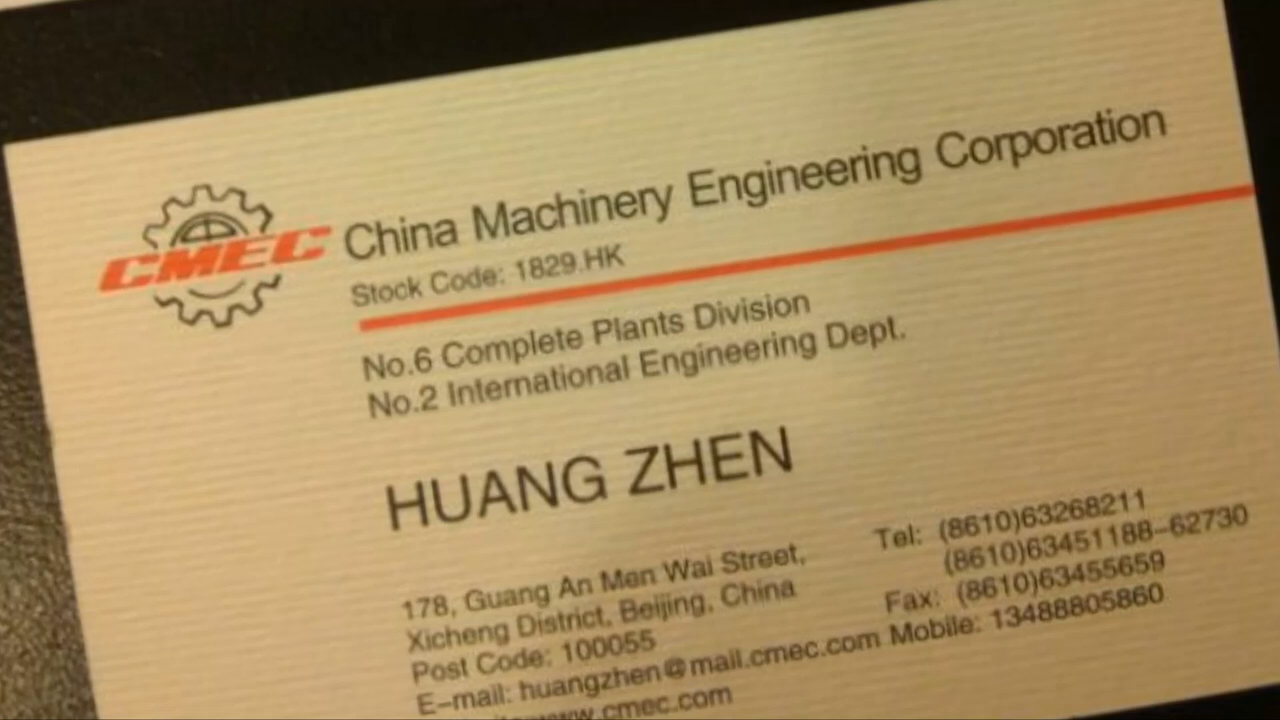 CMEC
China Machinery Engineering Corporation
Stock Code: 1829.HK
No.6 Complete Plants Division
No.2 International Engineering Dept.
HUANG ZHEN
178, Guang An Men Wai Street,
Xicheng District, Beijing, China
Post Code: 100055
E-mail: huangzhen@mail.cmec.com
www.cmec.com
Tel: (8610)63268211
(8610)63451188-62730
Fax: (8610)63455659
Mobile: 13488805860